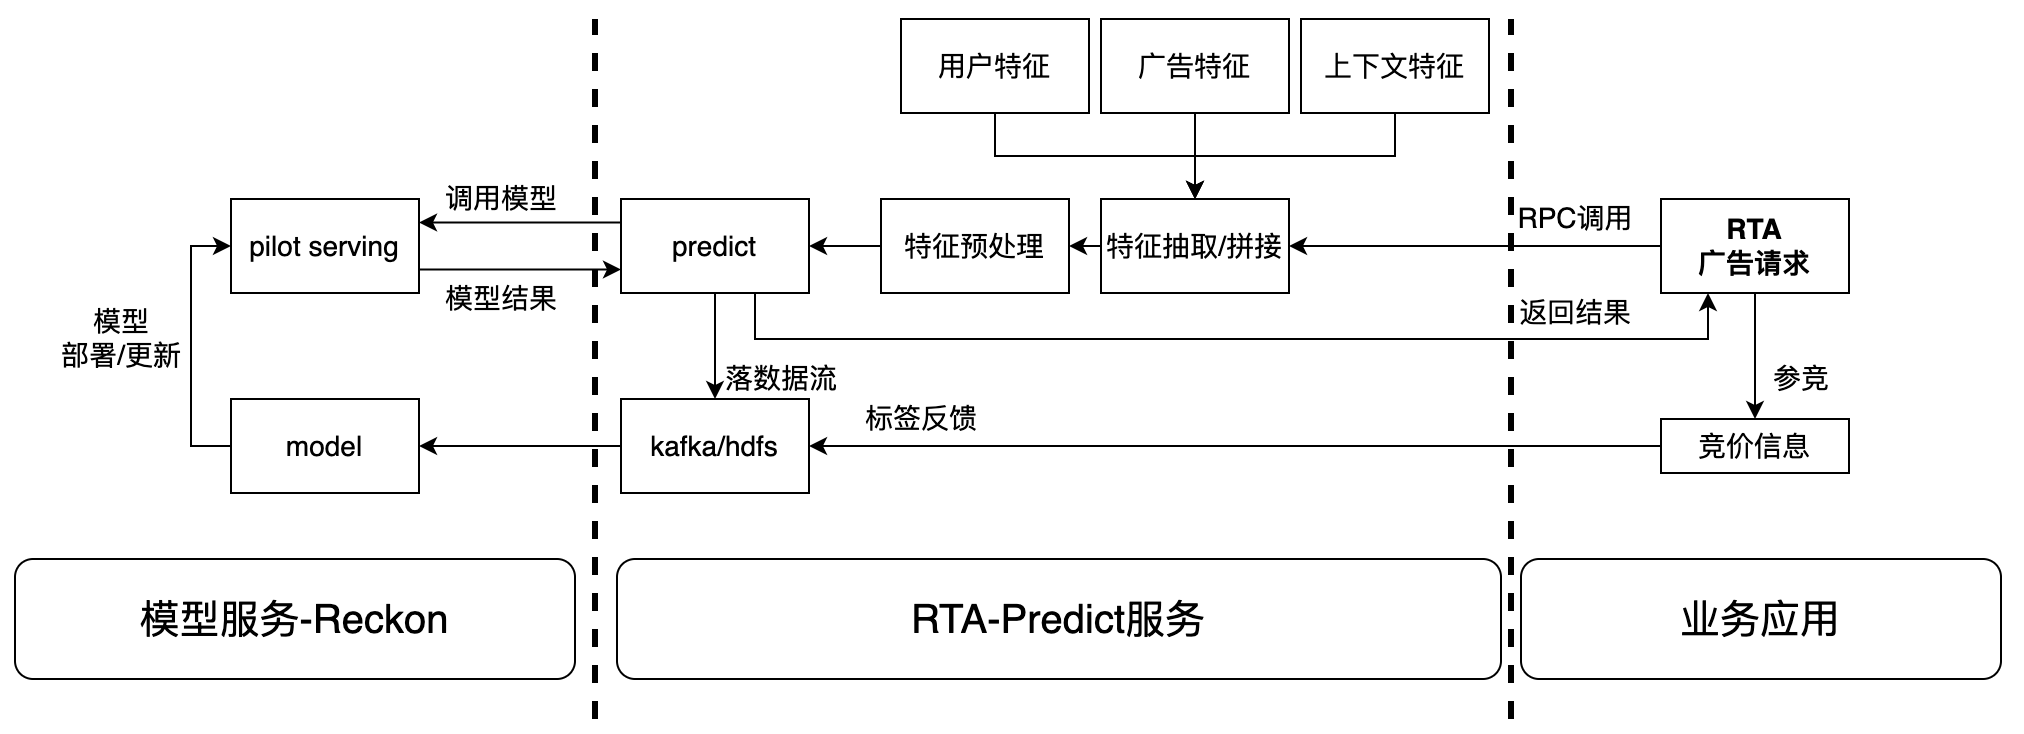 用户特征
广告特征
上下文特征
调用模型
RPC调用
pilot serving
predict
特征预处理
特征抽取/拼接
RTA
广告请求
模型结果
返回结果
模型
部署/更新
落数据流
参竞
标签反馈
model
kafka/hdfs
竞价信息
模型服务-Reckon
RTA-Predict服务
业务应用